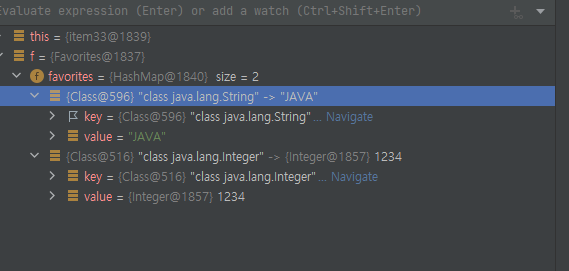 Evaluate expression (Enter) or add a watch (Ctrl+Shift+Enter)
this = {item33@1839}
f = {Favorites@1837}
f favorites = {HashMap@1840} size = 2
{Class@596} "class java.lang.String" -> "JAVA"
key = {Class@596} "class java.lang.String"... Navigate
value = "JAVA"
{Class@516} "class java.lang.Integer" -> {Integer@1857} 1234
key = {Class@516} "class java.lang.Integer"... Navigate
value = {Integer@1857} 1234